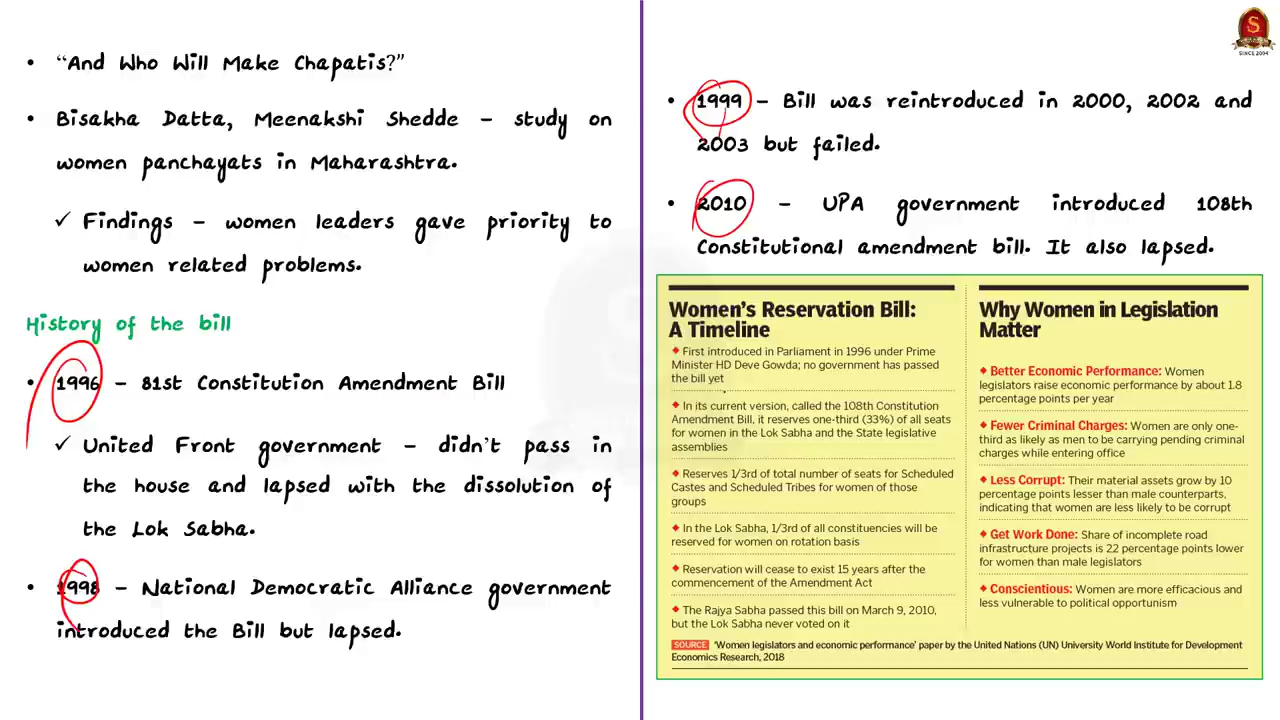 • “And Who Will Make Chapatis?”
• Bisakha Datta, Meenakshi Shedde – study on
women panchayats in Maharashtra.
✓ Findings – women leaders gave priority to
women related problems.
History of the bill
• 1996 – 81st Constitution Amendment Bill
✓ United Front government – didn't pass in
the house and lapsed with the dissolution of
the Lok Sabha.
• 1998 – National Democratic Alliance government
introduced the Bill but lapsed.
S
SINCE 2004
• 1999 – Bill was reintroduced in 2000, 2002 and
2003 but failed.
• 2010 – UPA government introduced 108th
Constitutional amendment bill. It also lapsed.
Women's Reservation Bill:
A Timeline
◆ First introduced in Parliament in 1996 under Prime
Minister HD Deve Gowda; no government has passed
the bill yet
◆ In its current version, called the 108th Constitution
Amendment Bill, it reserves one-third (33%) of all seats
for women in the Lok Sabha and the State legislative
assemblies
◆ Reserves 1/3rd of total number of seats for Scheduled
Castes and Scheduled Tribes for women of those
groups
◆ In the Lok Sabha, 1/3rd of all constituencies will be
reserved for women on rotation basis
◆ Reservation will cease to exist 15 years after the
commencement of the Amendment Act
◆ The Rajya Sabha passed this bill on March 9, 2010,
but the Lok Sabha never voted on it
Why Women in Legislation
Matter
◆ Better Economic Performance: Women
legislators raise economic performance by about 1.8
percentage points per year
◆ Fewer Criminal Charges: Women are only one-
third as likely as men to be carrying pending criminal
charges while entering office
◆ Less Corrupt: Their material assets grow by 10
percentage points lesser than male counterparts,
indicating that women are less likely to be corrupt
◆ Get Work Done: Share of incomplete road
infrastructure projects is 22 percentage points lower
for women than male legislators
◆ Conscientious: Women are more efficacious and
less vulnerable to political opportunism
SOURCE 'Women legislators and economic performance' paper by the United Nations (UN) University World Institute for Development
Economics Research, 2018